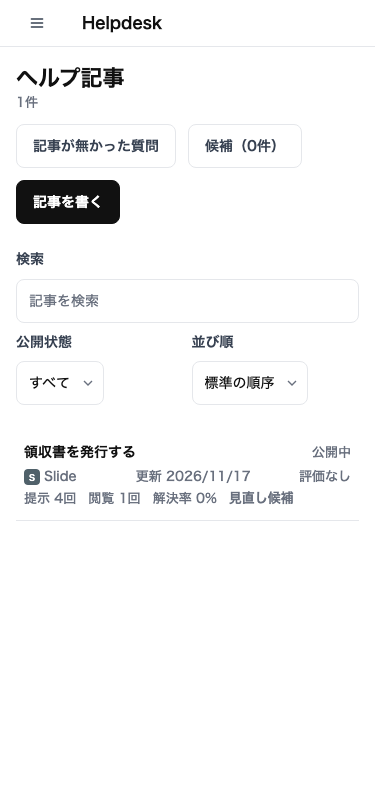 Helpdesk
ヘルプ記事
1件
記事が無かった質問
候補（0件）
記事を書く
検索
記事を検索
公開状態
並び順
すべて
標準の順序
領収書を発行する
公開中
S Slide
更新 2026/11/17
評価なし
提示 4回 閲覧 1回 解決率 0% 見直し候補